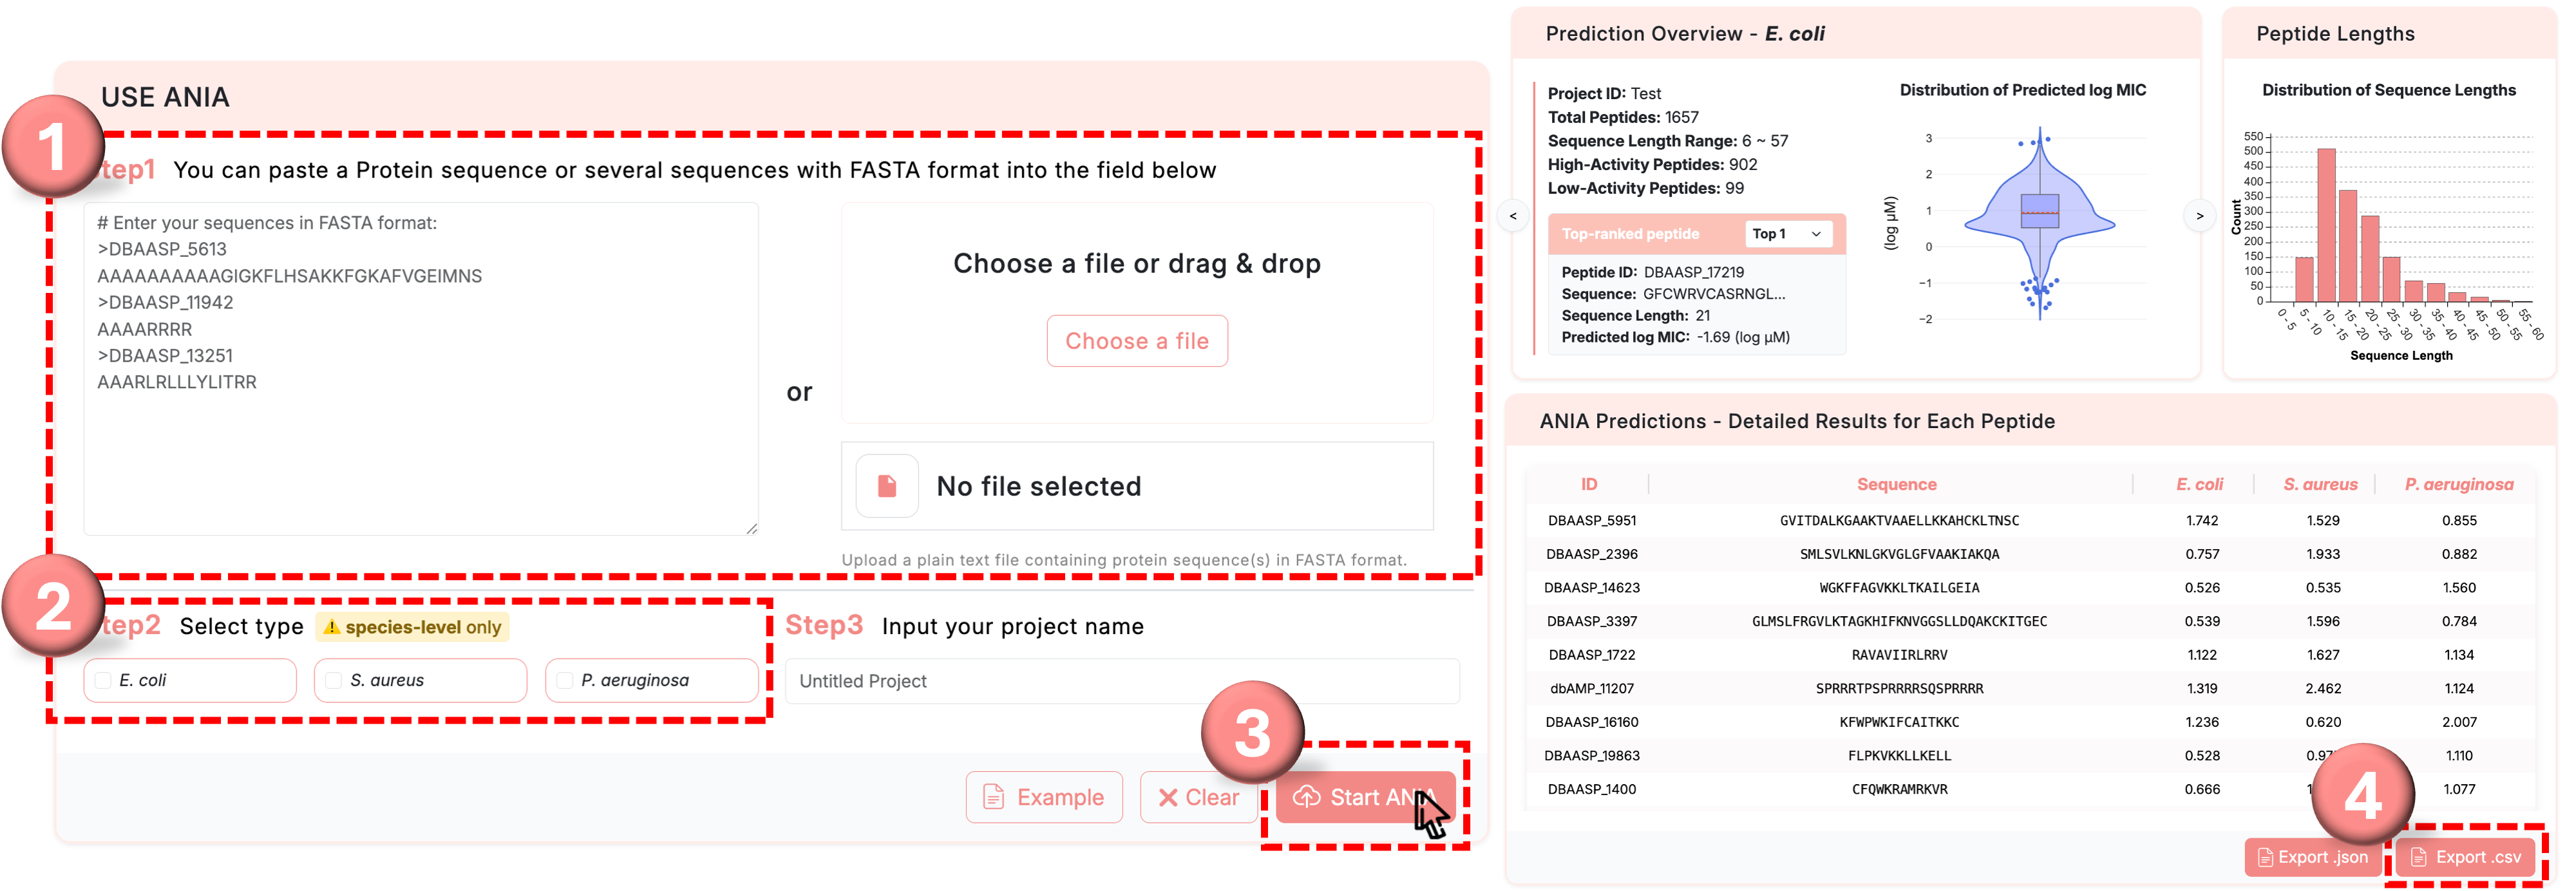 USE ANIA
1
tep1 You can paste a Protein sequence or several sequences with FASTA format into the field below
# Enter your sequences in FASTA format:
>DBAASP_5613
AAAAAAAAAAGIGKFLHSAKKFGKAFVGEIMNS
>DBAASP_11942
AAAARRRR
>DBAASP_13251
AAARLRLLLYLITRR
or
Choose a file or drag & drop
Choose a file
No file selected
Upload a plain text file containing protein sequence(s) in FASTA format.
2
tep2 Select type ⚠ species-level only
E. coli
S. aureus
P. aeruginosa
Step3 Input your project name
Untitled Project
3
Example
Clear
Start ANIA
Prediction Overview - E. coli
Project ID: Test
Total Peptides: 1657
Sequence Length Range: 6 ~ 57
High-Activity Peptides: 902
Low-Activity Peptides: 99
Top-ranked peptide
Top 1
Peptide ID: DBAASP_17219
Sequence: GFCWRVCASRNGL...
Sequence Length: 21
Predicted log MIC: -1.69 (log µM)
<
>
Distribution of Predicted log MIC
(log µM)
3
2
1
0
−1
−2
Peptide Lengths
Distribution of Sequence Lengths
Count
550
500
450
400
350
300
250
200
150
100
50
0
0 - 5
5 - 10
10 - 15
15 - 20
20 - 25
25 - 30
30 - 35
35 - 40
40 - 45
45 - 50
50 - 55
55 - 60
Sequence Length
ANIA Predictions - Detailed Results for Each Peptide
ID Sequence E. coli S. aureus P. aeruginosa
DBAASP_5951 GVITDALKGAAKTVAAELLKKAHCKLTNSC 1.742 1.529 0.855
DBAASP_2396 SMLSVLKNLGKVGLGFVAAKIAKQA 0.757 1.933 0.882
DBAASP_14623 WGKFFAGVKKLTKAILGEIA 0.526 0.535 1.560
DBAASP_3397 GLMSLFRGVLKTAGKHIFKNVGGSLLDQAKCKITGEC 0.539 1.596 0.784
DBAASP_1722 RAVAVIIRLRRV 1.122 1.627 1.134
dbAMP_11207 SPRRRTPSPRRRRSQSPRRRR 1.319 2.462 1.124
DBAASP_16160 KFWPWKIFCAITKKC 1.236 0.620 2.007
DBAASP_19863 FLPKVKKLLKELL 0.528 1.110
DBAASP_1400 CFQWKRAMRKVR 0.666 1.077
4
Export .json
Export .csv